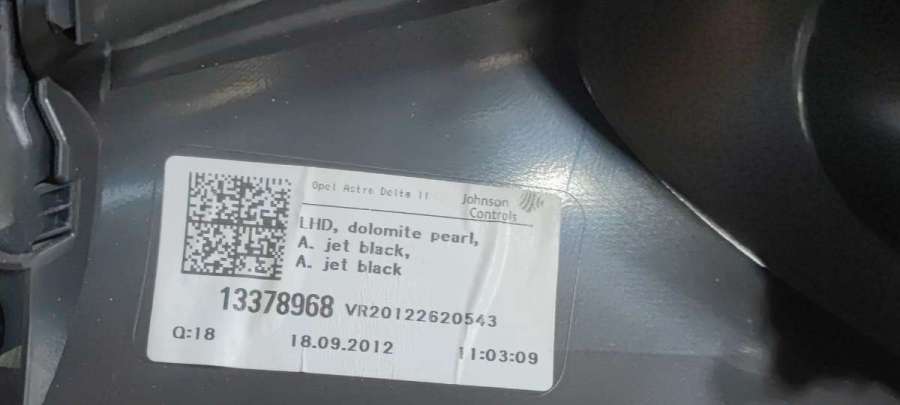 Opel Astra Delta II
Johnson
Controls
LHD, dolomite pearl,
A. jet black,
A. jet black
13378968 VR20122620543
Q:18 18.09.2012 11:03:09